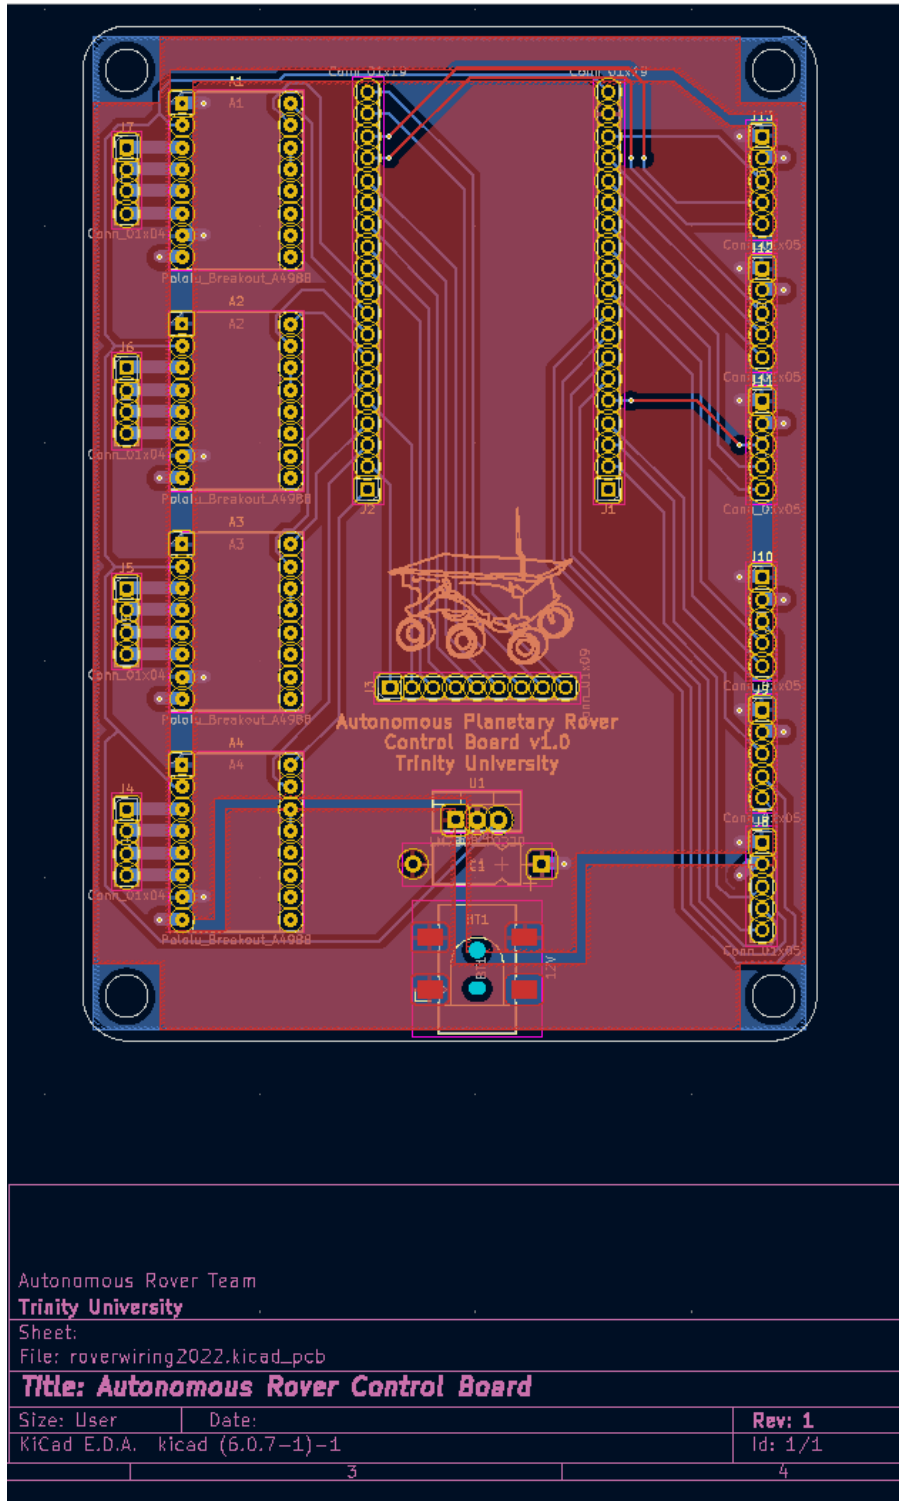 A1
Conn_01x19
Conn_01x19
A1
J13
J7
Conn_01x04
Conn_01x05
J12
Pololu_Breakout_A4988
A2
A2
J6
Conn_01x05
J11
Conn_01x04
Pololu_Breakout_A4988
J2
J1
Conn_01x05
A3
A3
J10
J5
Conn_01x04
Conn_01x09
J3
Conn_01x05
J9
Pololu_Breakout_A4988
Autonomous Planetary Rover
Control Board v1.0
Trinity University
A4
A4
U1
J4
Conn_01x05
J8
C1
Conn_01x04
HT1
Pololu_Breakout_A4988
BT1
12V
Conn_01x05
Autonomous Rover Team
Trinity University
Sheet:
File: roverwiring2022.kicad_pcb
Title: Autonomous Rover Control Board
Size: User Date: Rev: 1
KiCad E.D.A. kicad (6.0.7-1)-1 Id: 1/1
3 4